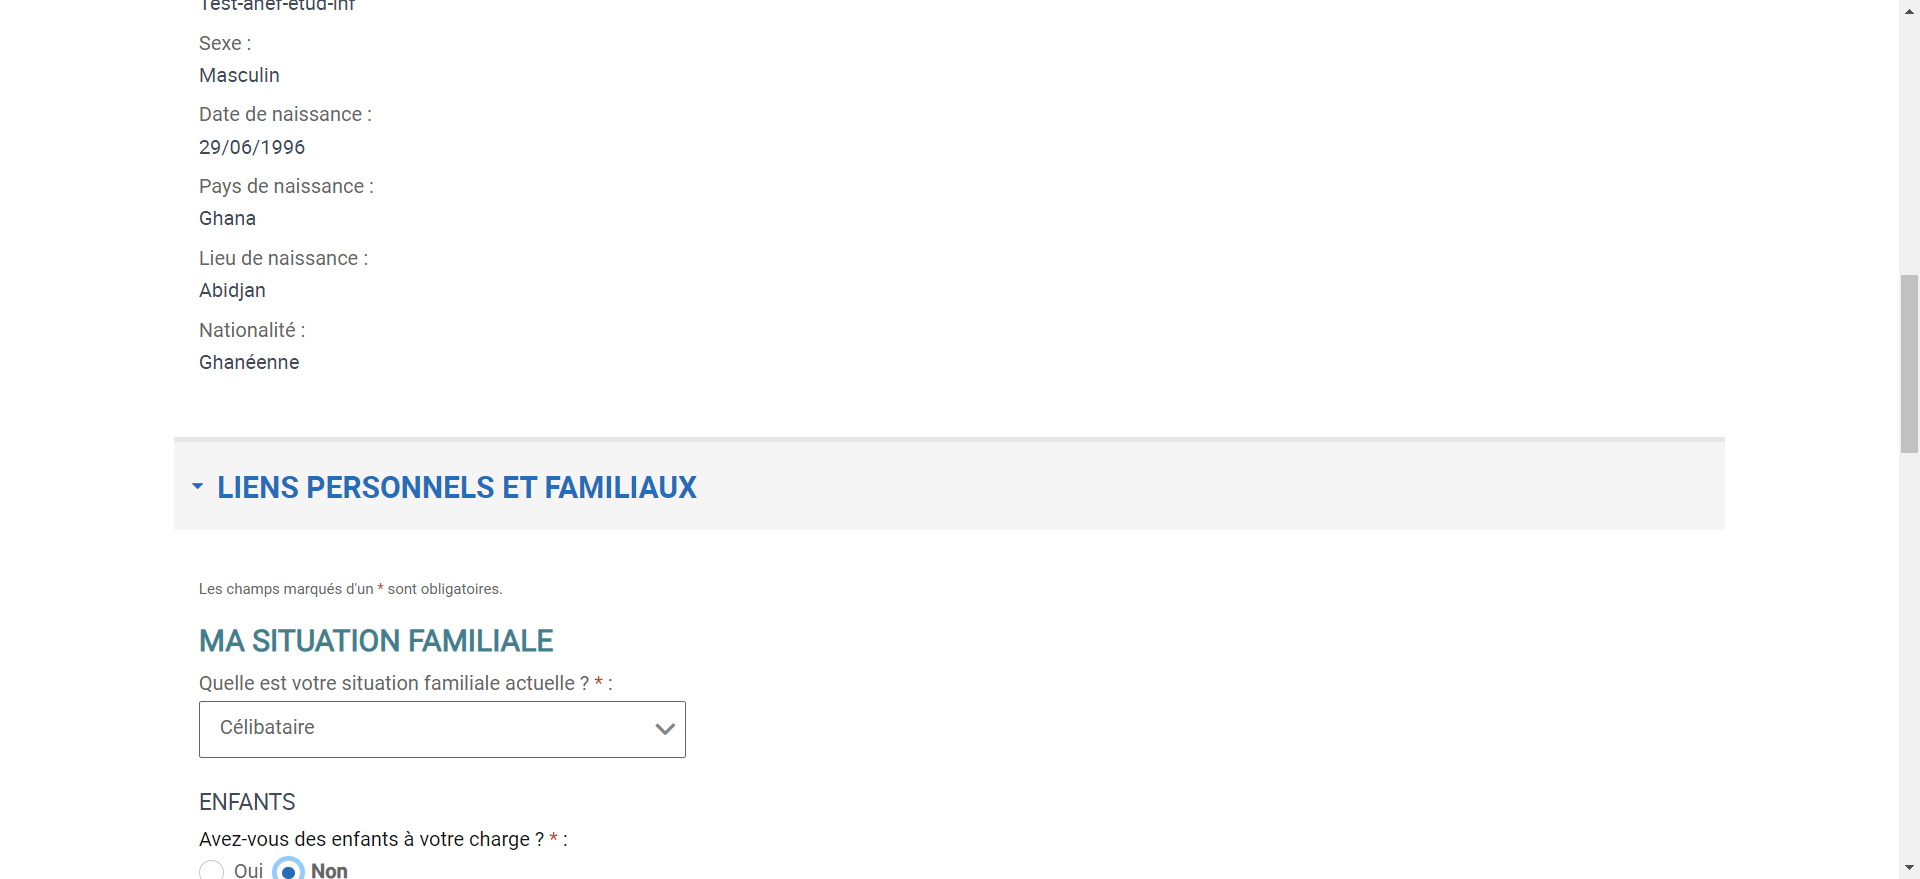 Test-anef-etud-inf
Sexe :
Masculin
Date de naissance :
29/06/1996
Pays de naissance :
Ghana
Lieu de naissance :
Abidjan
Nationalité :
Ghanéenne
LIENS PERSONNELS ET FAMILIAUX
Les champs marqués d'un * sont obligatoires.
MA SITUATION FAMILIALE
Quelle est votre situation familiale actuelle ? * :
Célibataire
ENFANTS
Avez-vous des enfants à votre charge ? * :
Oui Non